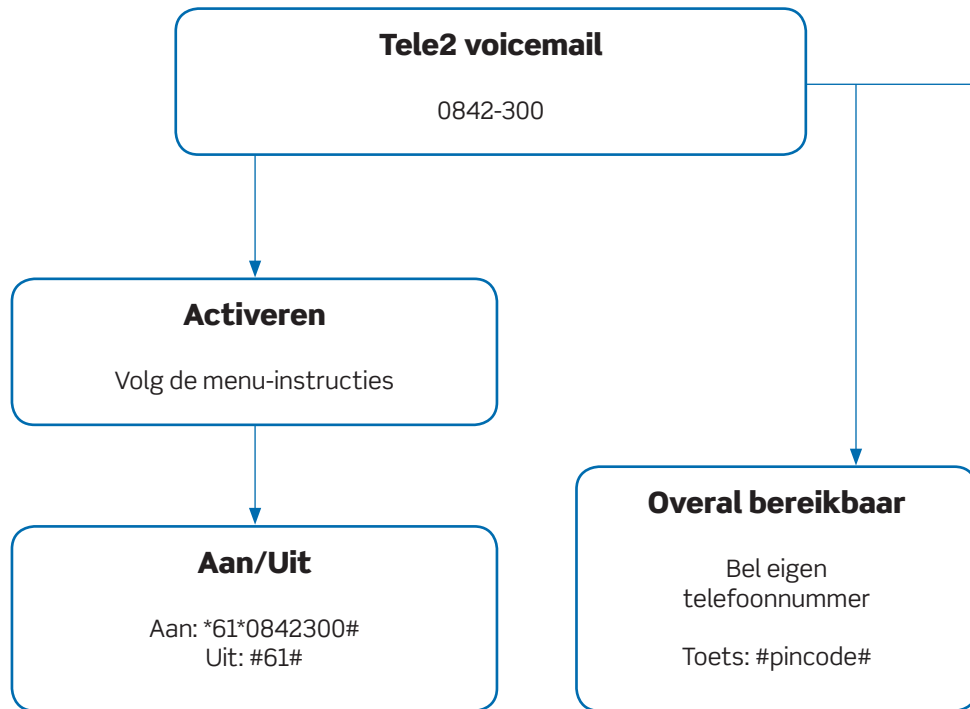 Tele2 voicemail
0842-300
Activeren
Volg de menu-instructies
Aan/Uit
Aan: *61*0842300#
Uit: #61#
Overal bereikbaar
Bel eigen
telefoonnummer
Toets: #pincode#